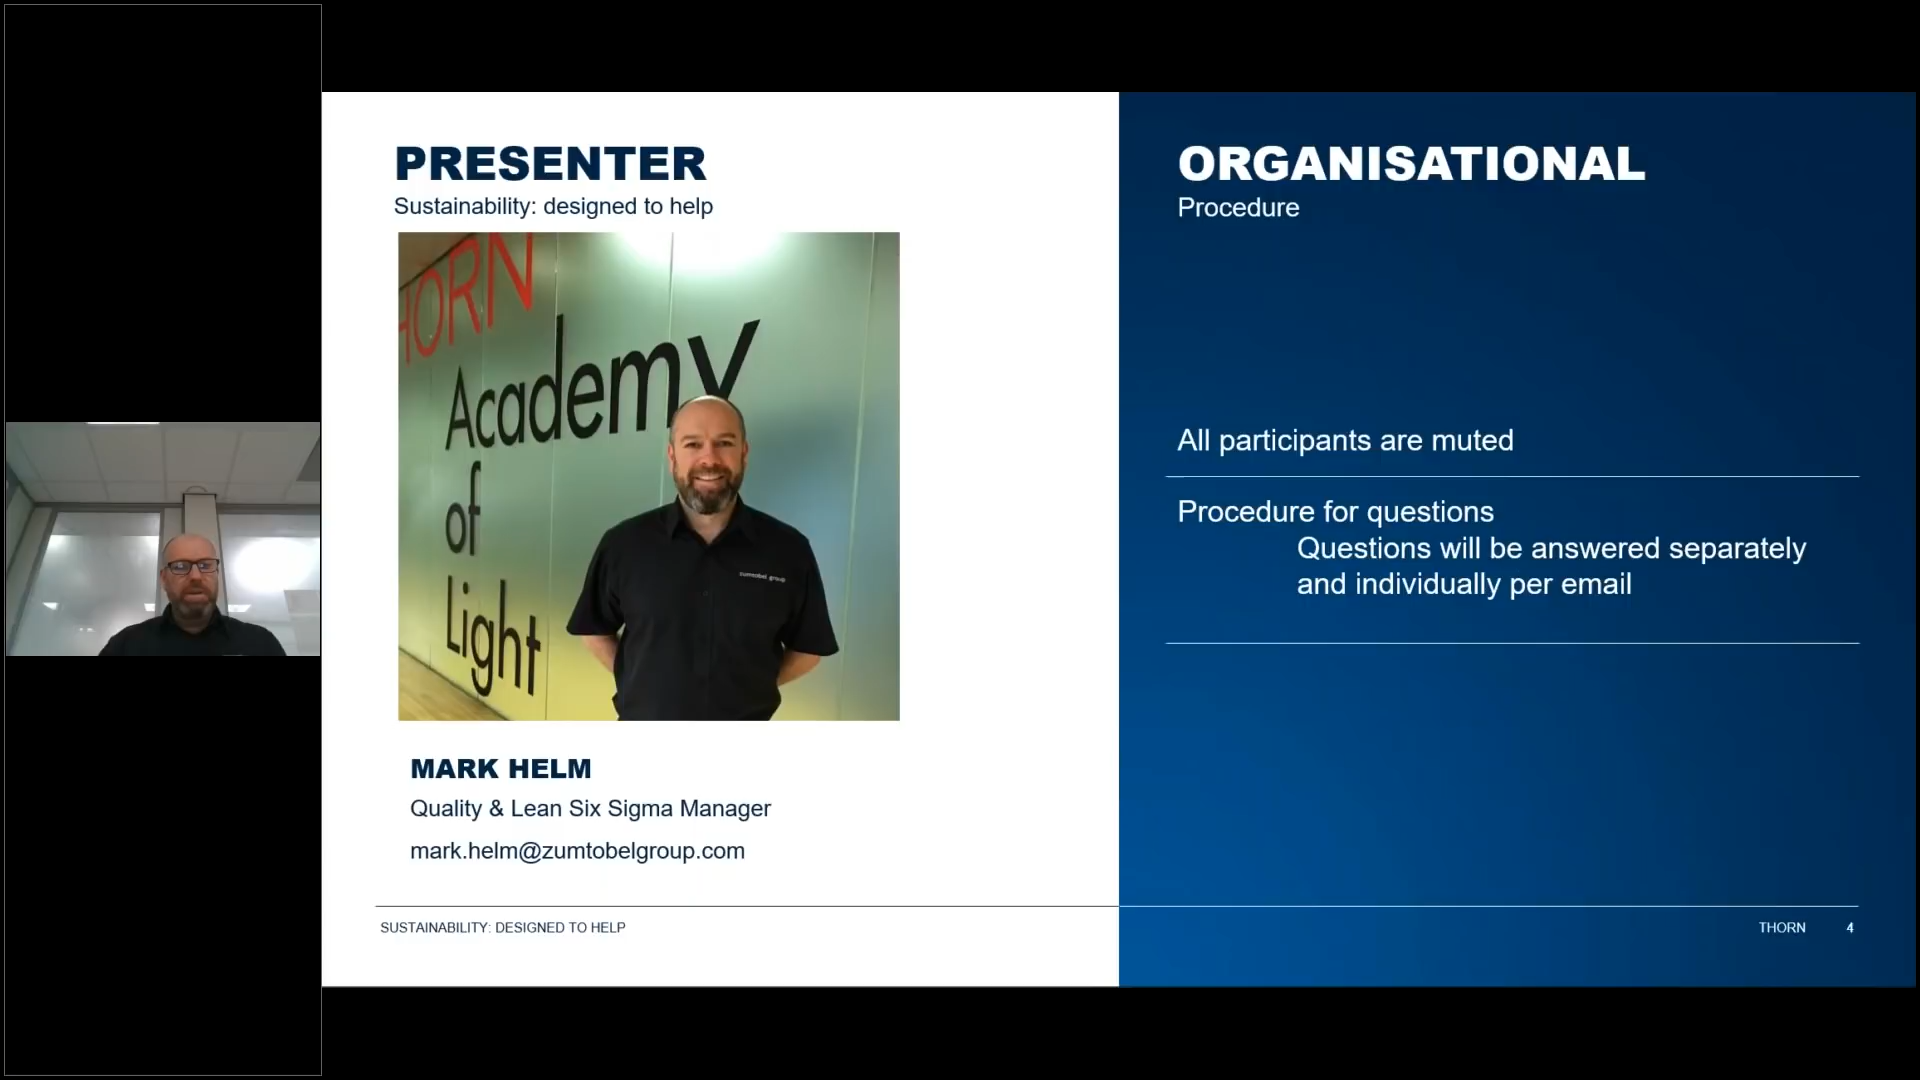 PRESENTER
Sustainability: designed to help
HORN
Academy
of
Light
zumtobel group
MARK HELM
Quality & Lean Six Sigma Manager
mark.helm@zumtobelgroup.com
SUSTAINABILITY: DESIGNED TO HELP
ORGANISATIONAL
Procedure
All participants are muted
Procedure for questions
Questions will be answered separately
and individually per email
THORN 4